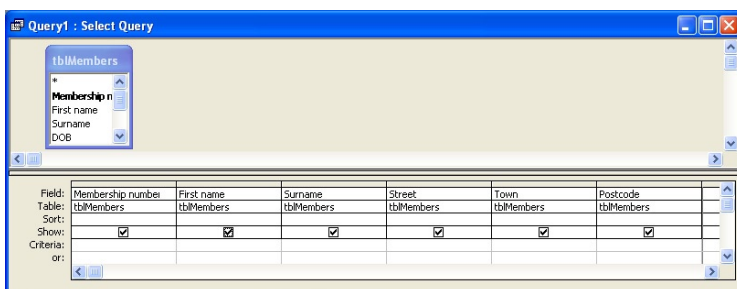 Query1 : Select Query
tblMembers
*
Membership n
First name
Surname
DOB
Field: Membership number First name Surname Street Town Postcode
Table: tblMembers tblMembers tblMembers tblMembers tblMembers tblMembers
Sort:
Show:
Criteria:
or: